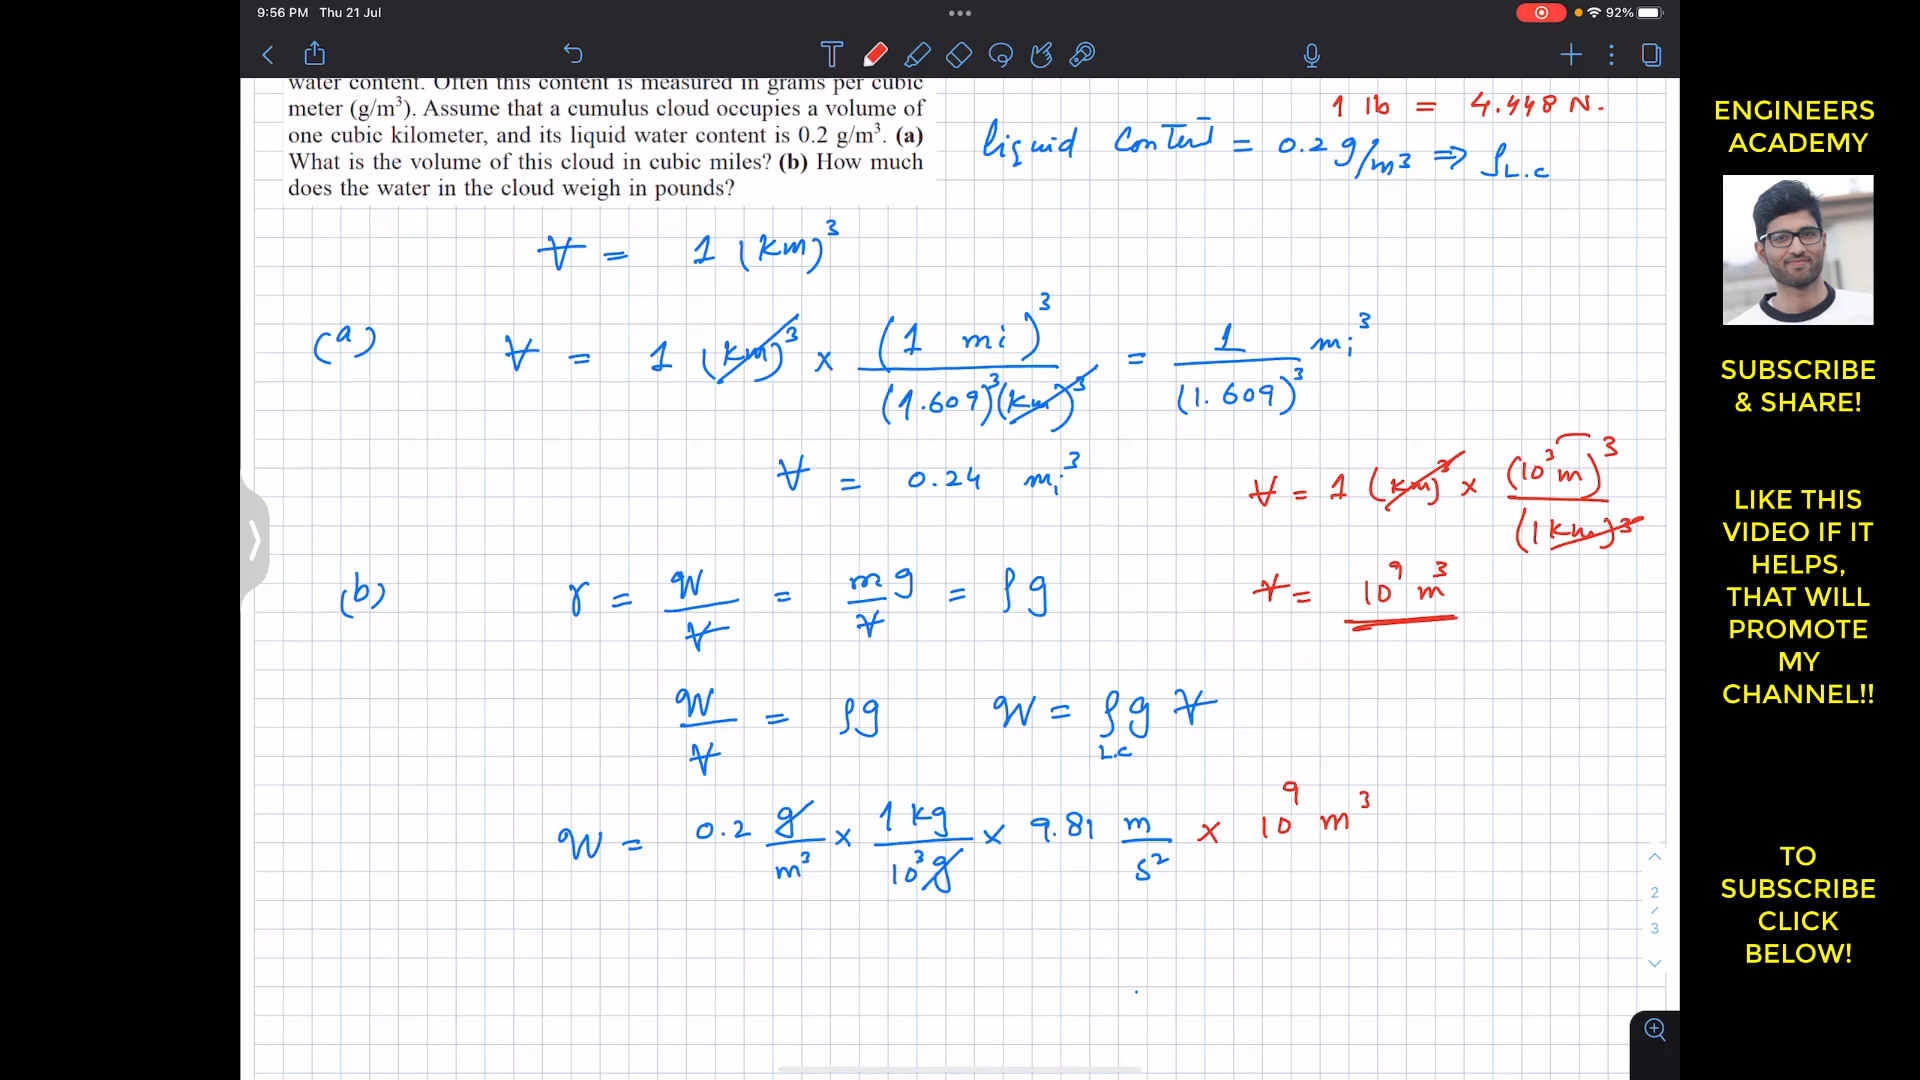 9:56 PM Thu 21 Jul
92%
water content. Often this content is measured in grams per cubic
meter (g/m³). Assume that a cumulus cloud occupies a volume of
one cubic kilometer, and its liquid water content is 0.2 g/m³. (a)
What is the volume of this cloud in cubic miles? (b) How much
does the water in the cloud weigh in pounds?
1 lb = 4.448 N.
liquid Content = 0.2 g/m3 ⇒ ρL.C
V = 1 (km)³
(a) V = 1 (km)³ × (1 mi)³ / (1.609)³(km)³ = 1 / (1.609)³ mi³
V = 0.24 mi³
V = 1 (km)³ × (10³m)³ / (1km)³
V = 10⁹ m³
(b) γ = W/V = mg/V = ρg
W/V = ρg W = ρg V
L.C
W = 0.2 g/m³ × 1 kg/10³g × 9.81 m/s² × 10⁹ m³
2
/
3
ENGINEERS
ACADEMY
SUBSCRIBE
& SHARE!
LIKE THIS
VIDEO IF IT
HELPS,
THAT WILL
PROMOTE
MY
CHANNEL!!
TO
SUBSCRIBE
CLICK
BELOW!